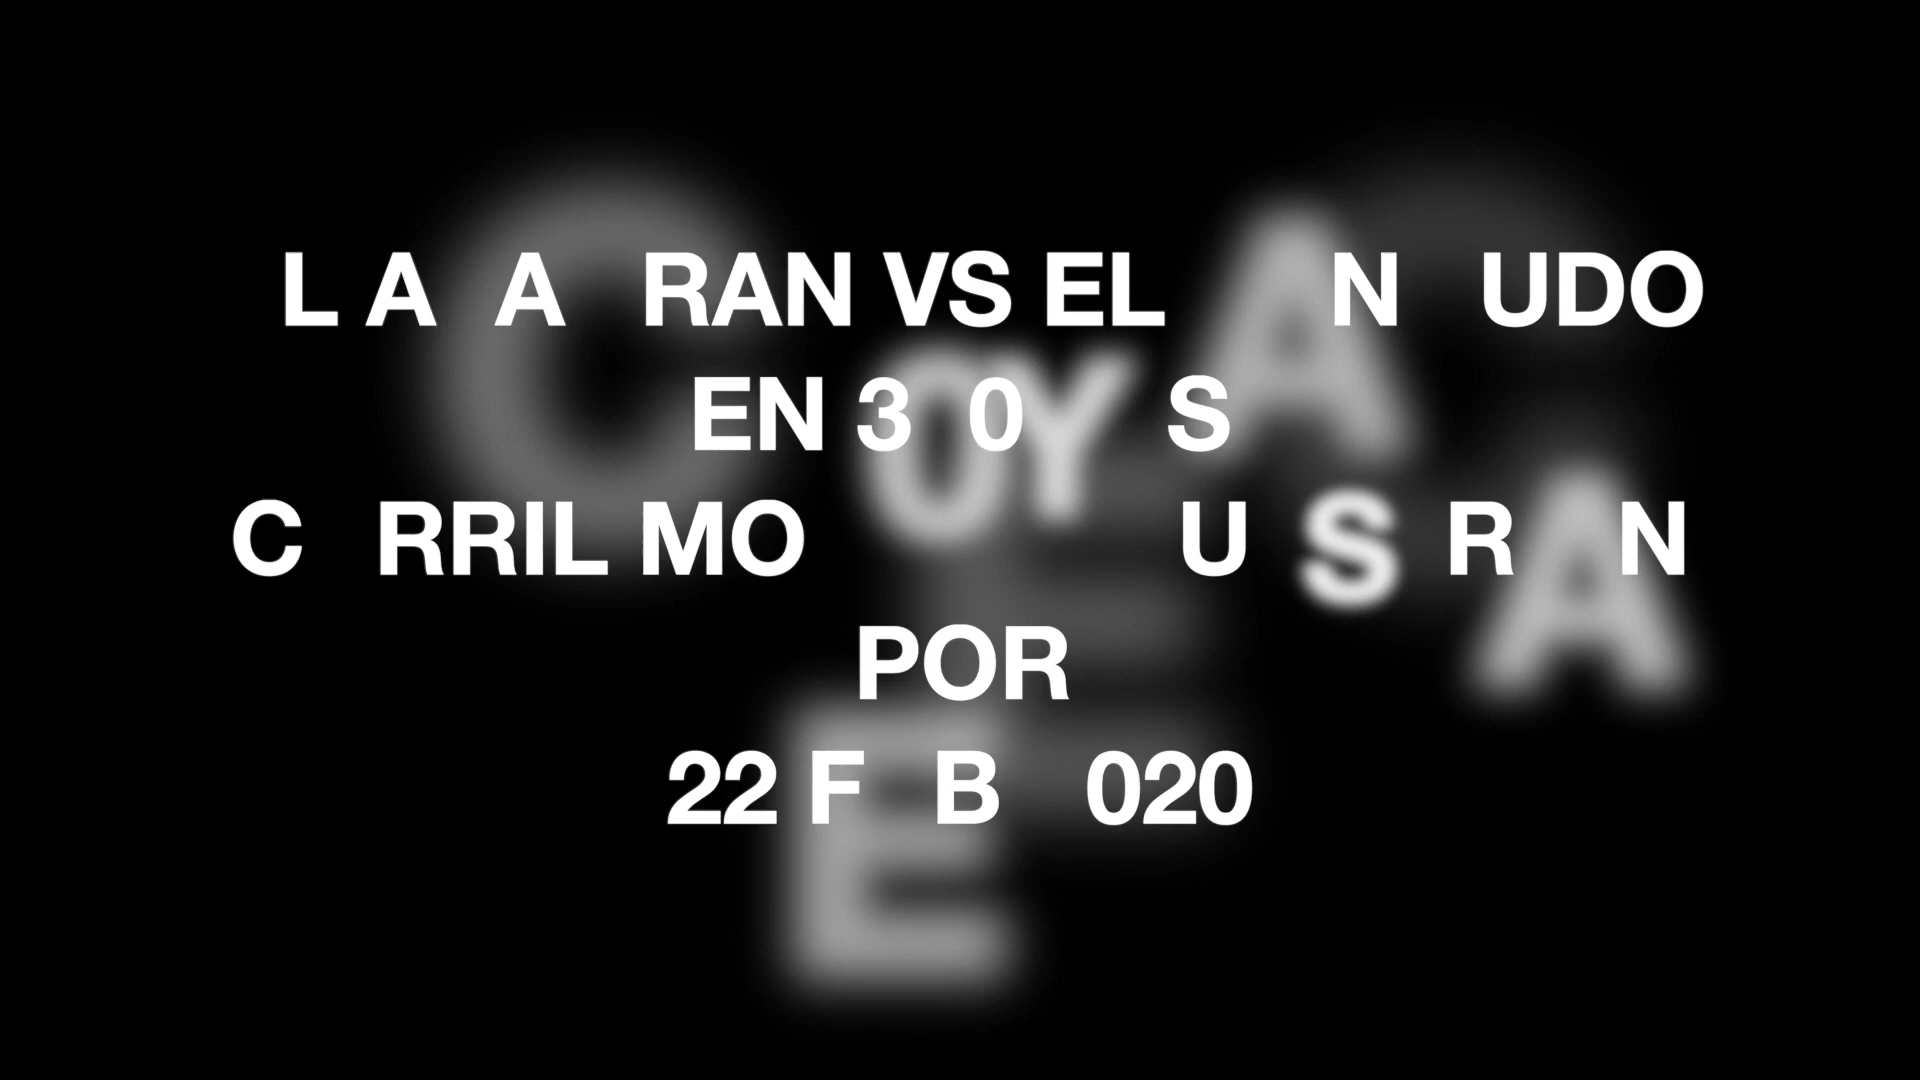 L A A RAN VS EL N UDO
EN 3 0 S
C RRIL MO U S R N
POR
22 F B 020